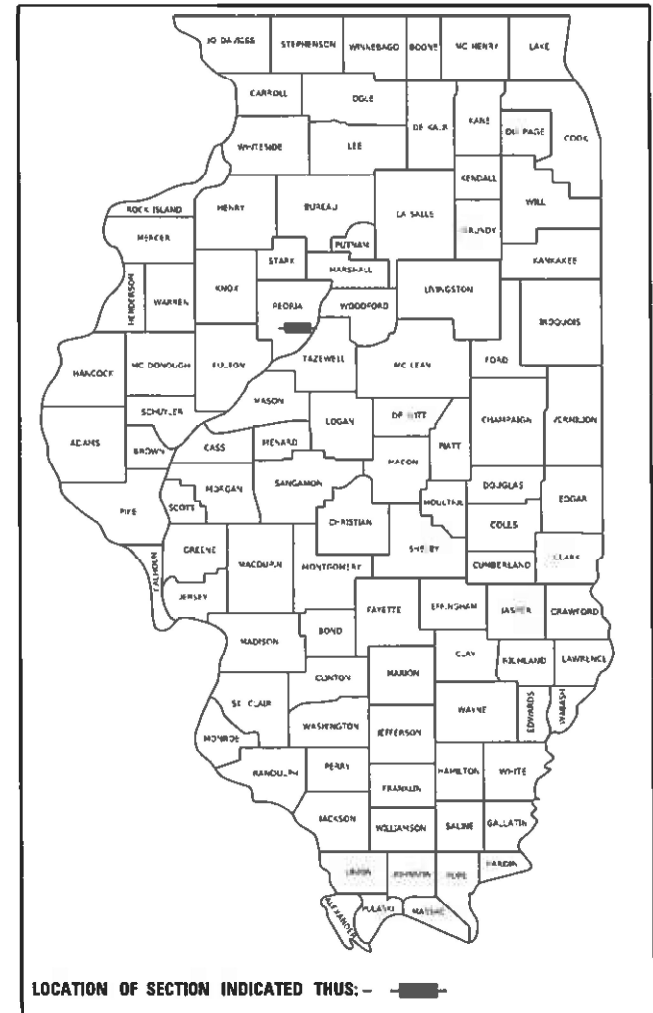 JO DAVIESS STEPHENSON WINNEBAGO BOONE MC HENRY LAKE
CARROLL OGLE DE KALB KANE DU PAGE COOK
WHITESIDE LEE KENDALL WILL
ROCK ISLAND HENRY BUREAU LA SALLE GRUNDY
MERCER STARK PUTNAM KANKAKEE
HENDERSON WARREN KNOX PEORIA MARSHALL WOODFORD LIVINGSTON IROQUOIS
HANCOCK MC DONOUGH FULTON TAZEWELL MC LEAN FORD
SCHUYLER MASON LOGAN DE WITT CHAMPAIGN VERMILION
ADAMS BROWN CASS MENARD MACON PIATT
PIKE SCOTT MORGAN SANGAMON CHRISTIAN MOULTRIE DOUGLAS EDGAR
COLES
CALHOUN GREENE MACOUPIN MONTGOMERY SHELBY CUMBERLAND CLARK
JERSEY FAYETTE EFFINGHAM JASPER CRAWFORD
MADISON BOND CLAY RICHLAND LAWRENCE
CLINTON MARION
ST. CLAIR WAYNE EDWARDS WABASH
MONROE WASHINGTON JEFFERSON
RANDOLPH PERRY HAMILTON WHITE
FRANKLIN
JACKSON WILLIAMSON SALINE GALLATIN
UNION JOHNSON POPE HARDIN
ALEXANDER PULASKI MASSAC
LOCATION OF SECTION INDICATED THUS: –